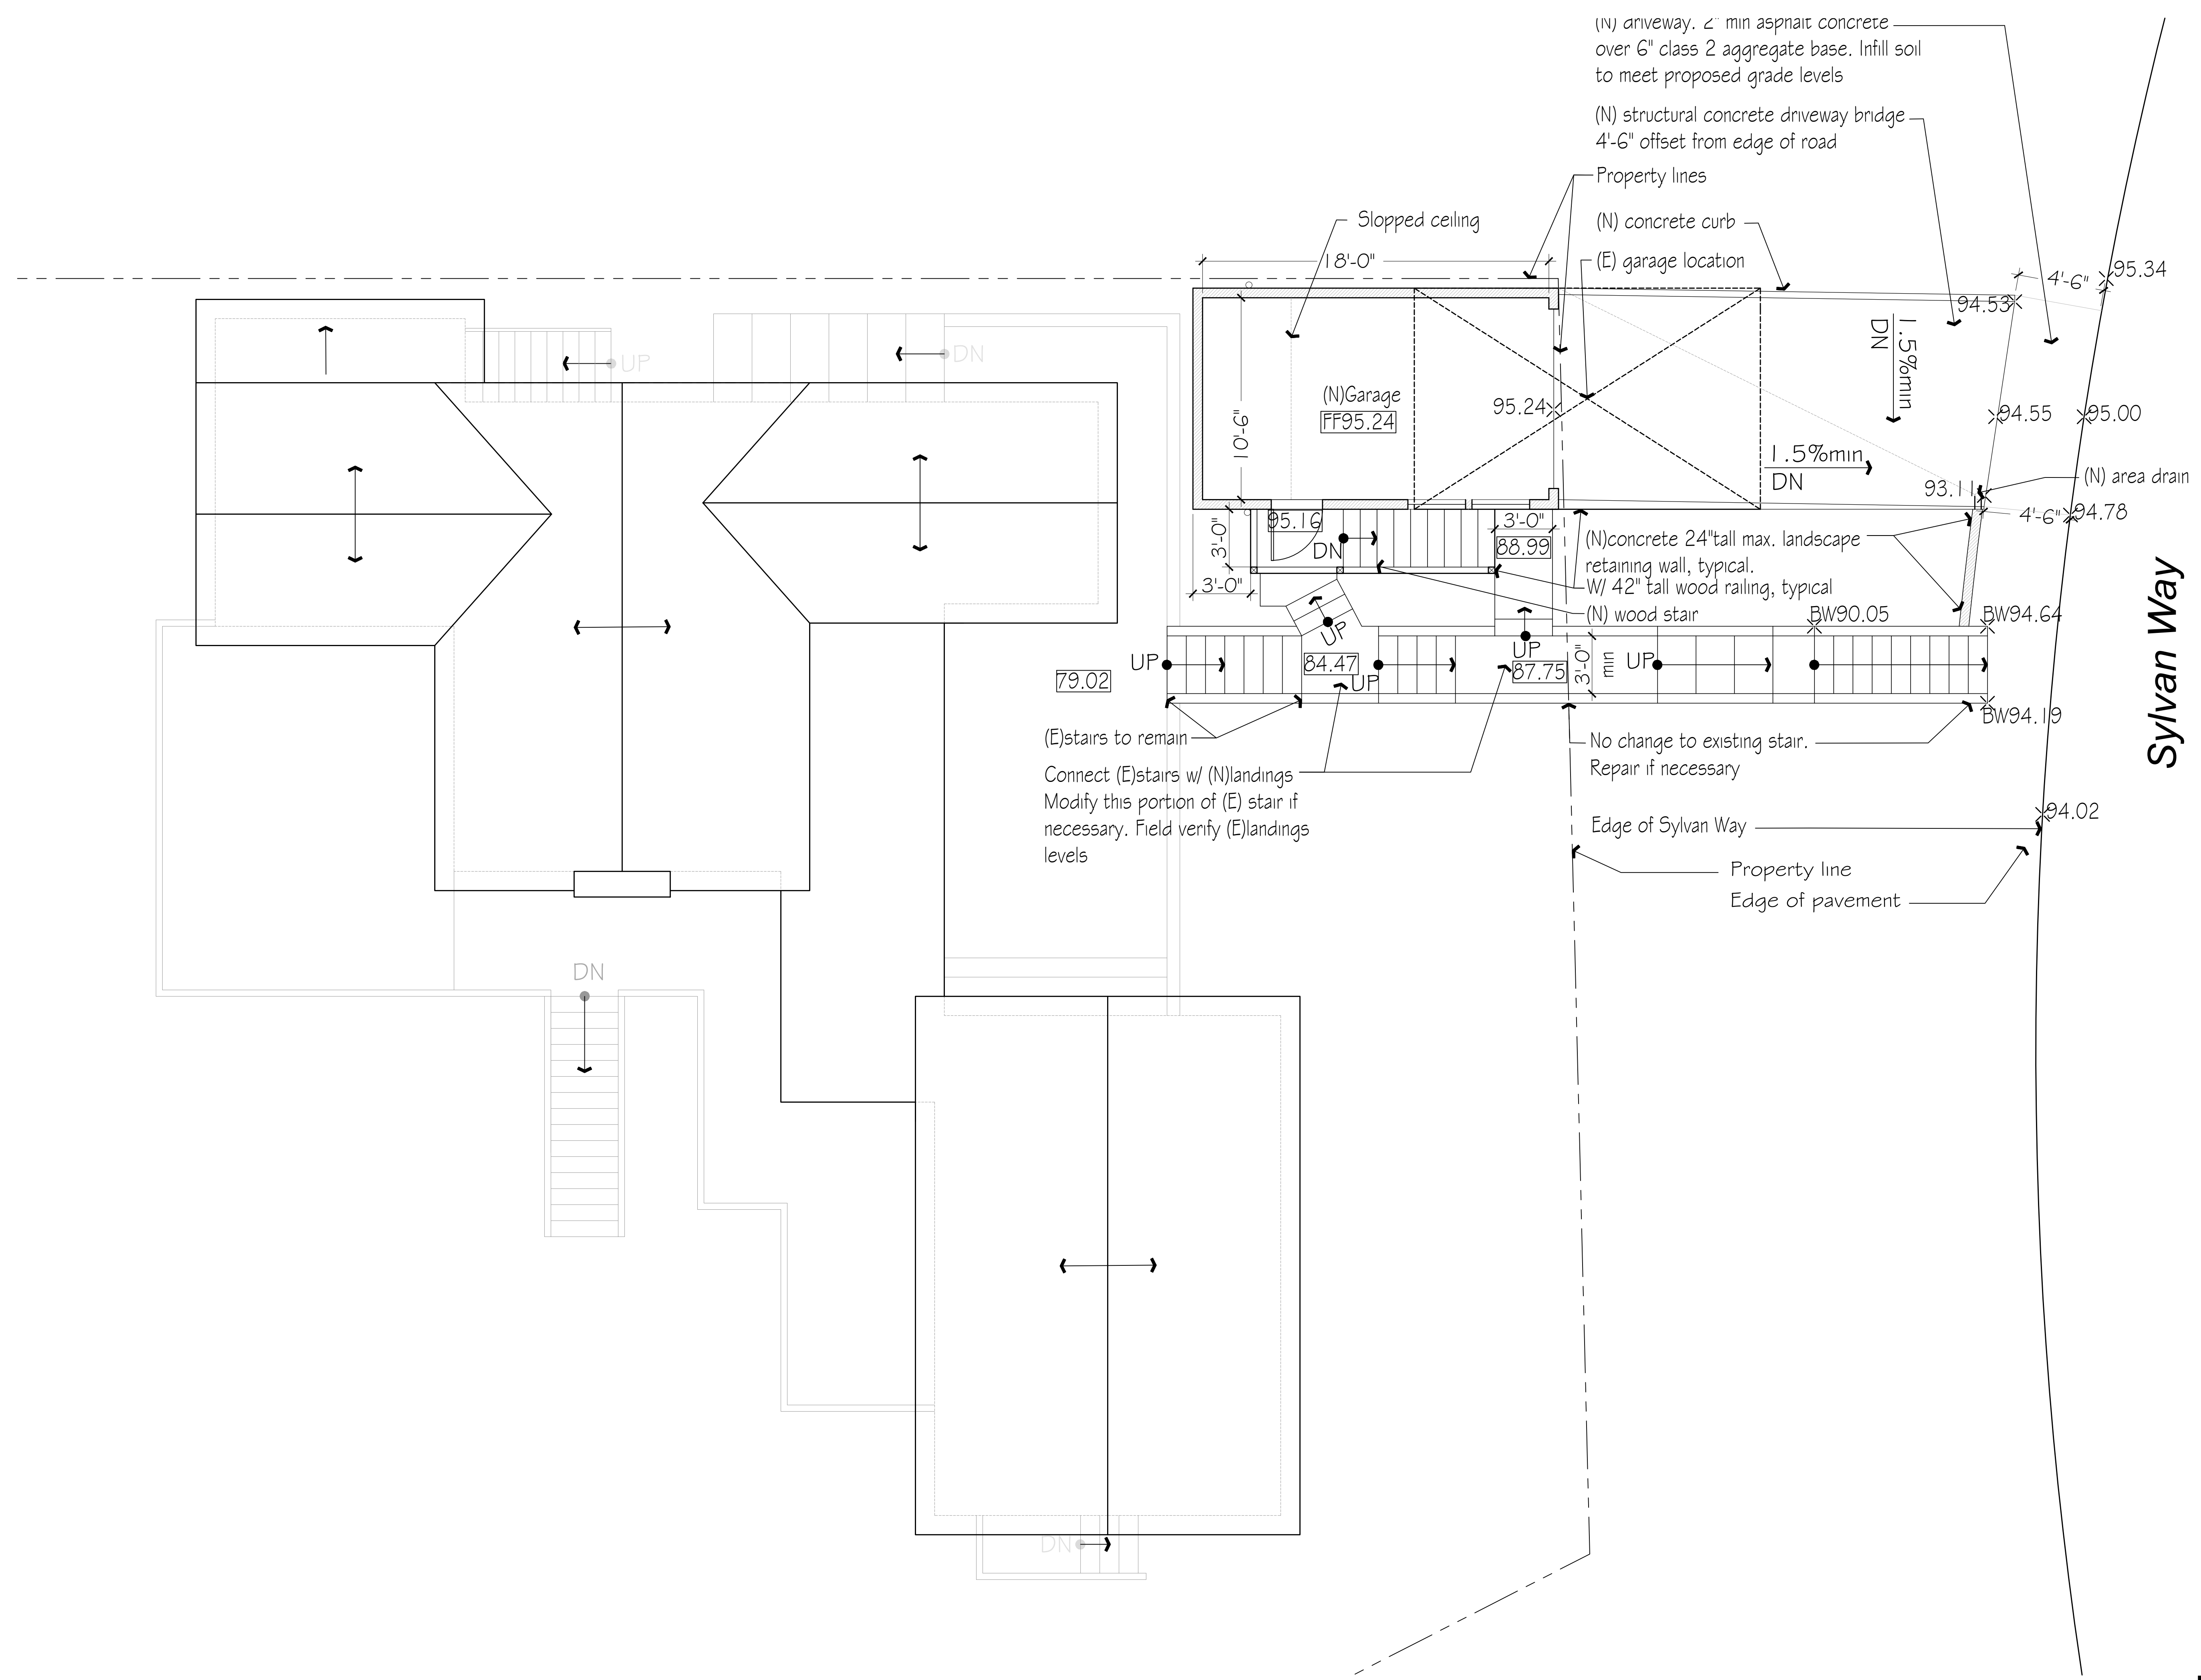 (N) driveway. 2" min asphalt concrete
over 6" class 2 aggregate base. Infill soil
to meet proposed grade levels
(N) structural concrete driveway bridge
4'-6" offset from edge of road
Property lines
Slopped ceiling
(N) concrete curb
18'-0"
(E) garage location
4'-6"
95.34
94.53
1.5%min
DN
UP
DN
(N)Garage
FF95.24
95.24
10'-6"
94.55
95.00
1.5%min
DN
(N) area drain
93.11
4'-6"
94.78
95.16
3'-0"
DN
3'-0"
88.99
3'-0"
(N)concrete 24"tall max. landscape
retaining wall, typical.
W/ 42" tall wood railing, typical
(N) wood stair
BW90.05
BW94.64
UP
UP
84.47
UP
UP
87.75
3'-0"
min
UP
79.02
BW94.19
Sylvan Way
(E)stairs to remain
No change to existing stair.
Repair if necessary
Connect (E)stairs w/ (N)landings
Modify this portion of (E) stair if
necessary. Field verify (E)landings
levels
94.02
Edge of Sylvan Way
Property line
Edge of pavement
DN
DN